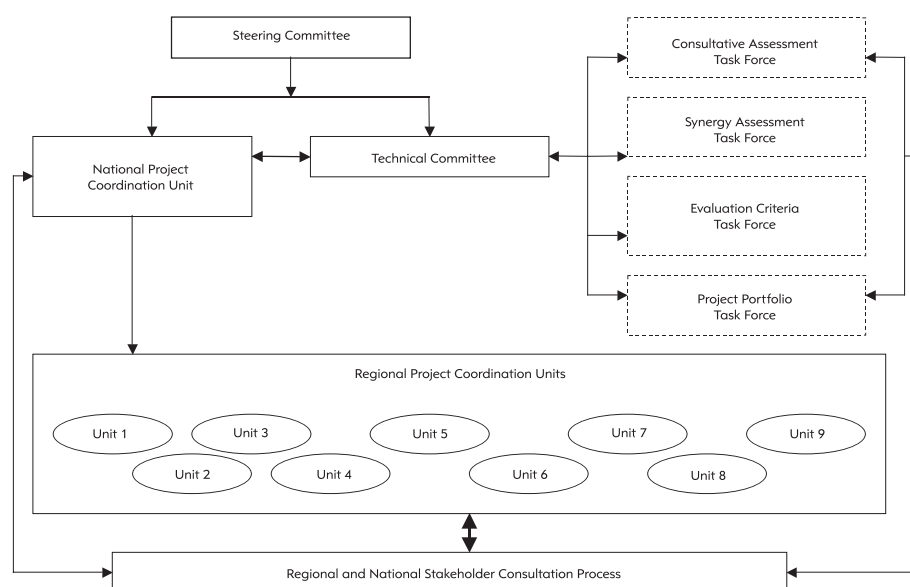 Steering Committee
Consultative Assessment
Task Force
Synergy Assessment
Task Force
National Project
Coordination Unit
Technical Committee
Evaluation Criteria
Task Force
Project Portfolio
Task Force
Regional Project Coordination Units
Unit 1
Unit 3
Unit 5
Unit 7
Unit 9
Unit 2
Unit 4
Unit 6
Unit 8
Regional and National Stakeholder Consultation Process